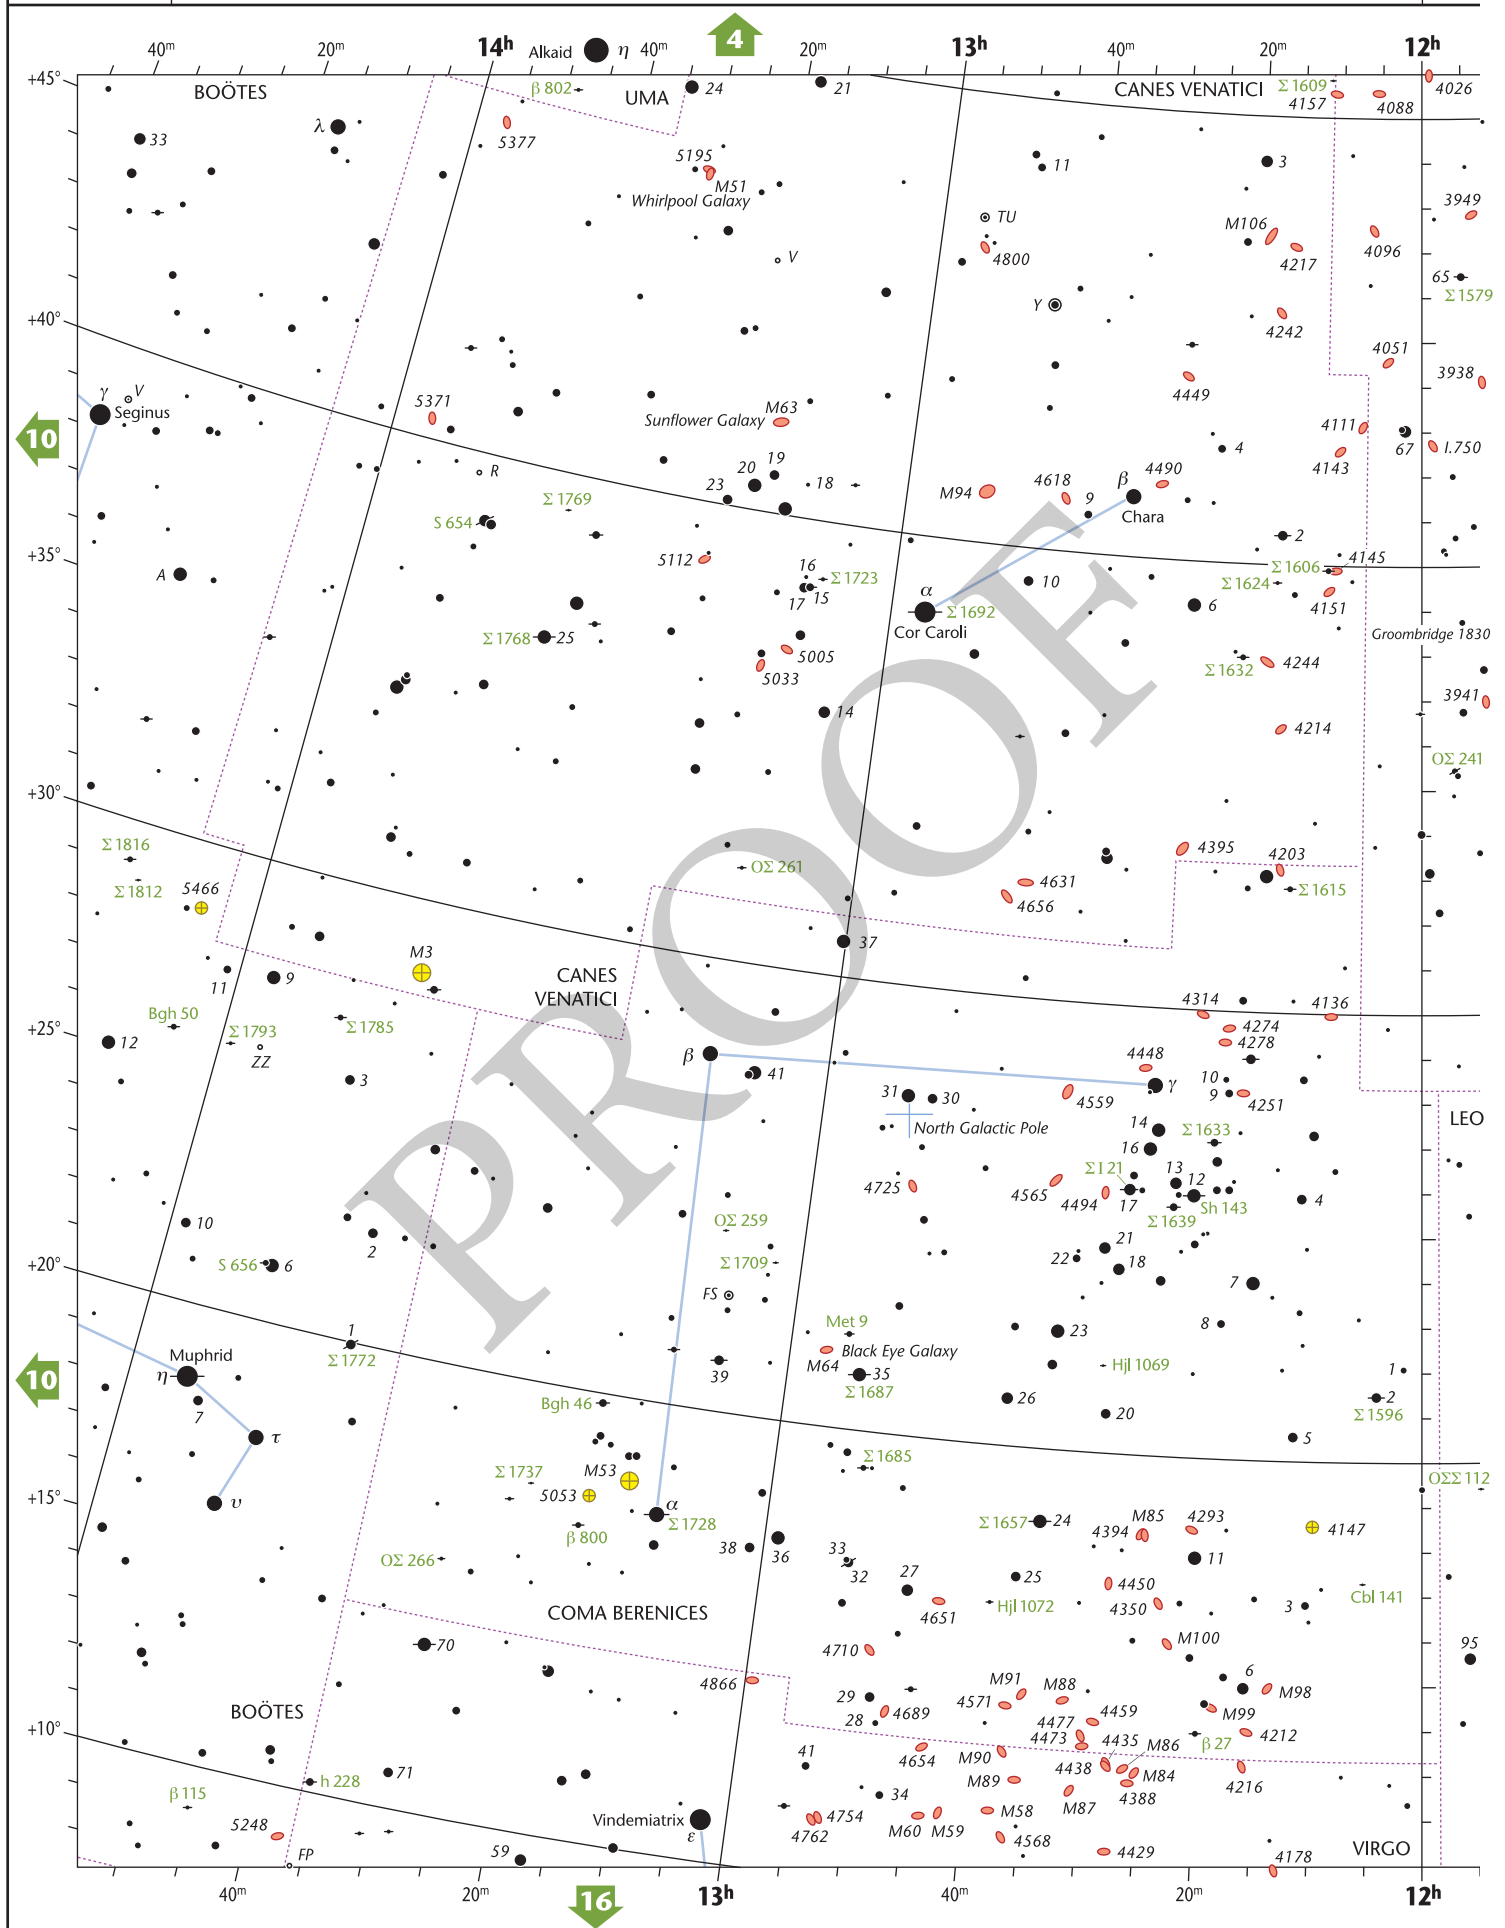 40ᵐ 20ᵐ 14ʰ Alkaid η 40ᵐ 4 20ᵐ 13ʰ 40ᵐ 20ᵐ 12ʰ
+45° BOÖTES β 802 UMA 24 21 CANES VENATICI Σ 1609 4157 4088 4026
33 λ 5377 5195 M51 11 3
Whirlpool Galaxy 3949
TU M106 4096
V 4800 4217 65
Υ Σ 1579
+40° 4242 4051
γ V 4449 3938
Seginus 5371 M63
10 Sunflower Galaxy 4111 67 I.750
R 19 4 4143
20 18 M94 4618 β 4490
23 9
S 654 Σ 1769 Chara
+35° 5112 2
A 16 Σ 1723 Σ 1606 4145
17 15 α 10 Σ 1624 4151
Σ 1692 6
Σ 1768 25 Cor Caroli Groombridge 1830
5005 Σ 1632 4244
5033
14 3941
4214
OΣ 241
+30°
Σ 1816 4395 4203
Σ 1812 5466 OΣ 261 4631 Σ 1615
4656
37
M3
11 9 CANES
VENATICI
Bgh 50 4314 4136
+25° Σ 1793 Σ 1785 4274
12 ZZ 4278
β 4448
3 41 γ 10
31 30 4559 9 4251
North Galactic Pole 14 Σ 1633 LEO
16
Σ I 21 13 12
4725 4565 4494 17 4
Sh 143
10 OΣ 259 Σ 1639
2 21
S 656 6 Σ 1709 22 18
+20° FS 7
Met 9 8
1 23
Muphrid Σ 1772 Black Eye Galaxy
η M64 Hjl 1069 1
39 35
10 7 Σ 1687 26 2
Bgh 46 20 Σ 1596
τ 5
Σ 1685
M53 OΣΣ 112
Σ 1737
+15° υ 5053 α
Σ 1728 Σ 1657 24 4394 M85 4293 4147
β 800
38 36 11
OΣ 266 33 32 27 25
4450 Cbl 141
COMA BERENICES 4651 Hjl 1072 4350 3
M100
70 4710 95
4866 M91 M88 6 M98
BOÖTES 29 4571 4459 M99
28 4689 4477
+10° 4473 4435 M86 β 27 4212
4654 M90 4438
71 41 M89 M84 4216
h 228 34 4388
β 115 M87
Vindemiatrix 4754 M58
5248 ε 4762 M60 M59 4568
FP 59 4429 VIRGO
4178
40ᵐ 20ᵐ 16 13ʰ 40ᵐ 20ᵐ 12ʰ
PROOF